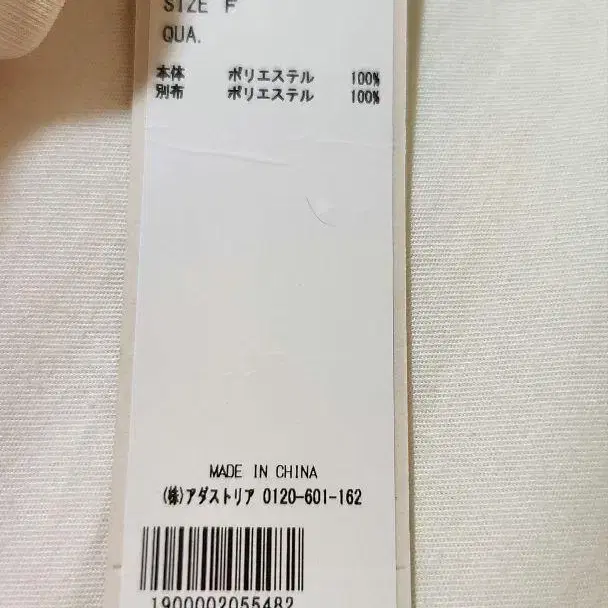 SIZE F
QUA.
本体 ポリエステル 100%
別布 ポリエステル 100%
MADE IN CHINA
(株)アダストリア 0120-601-162
1900002055482